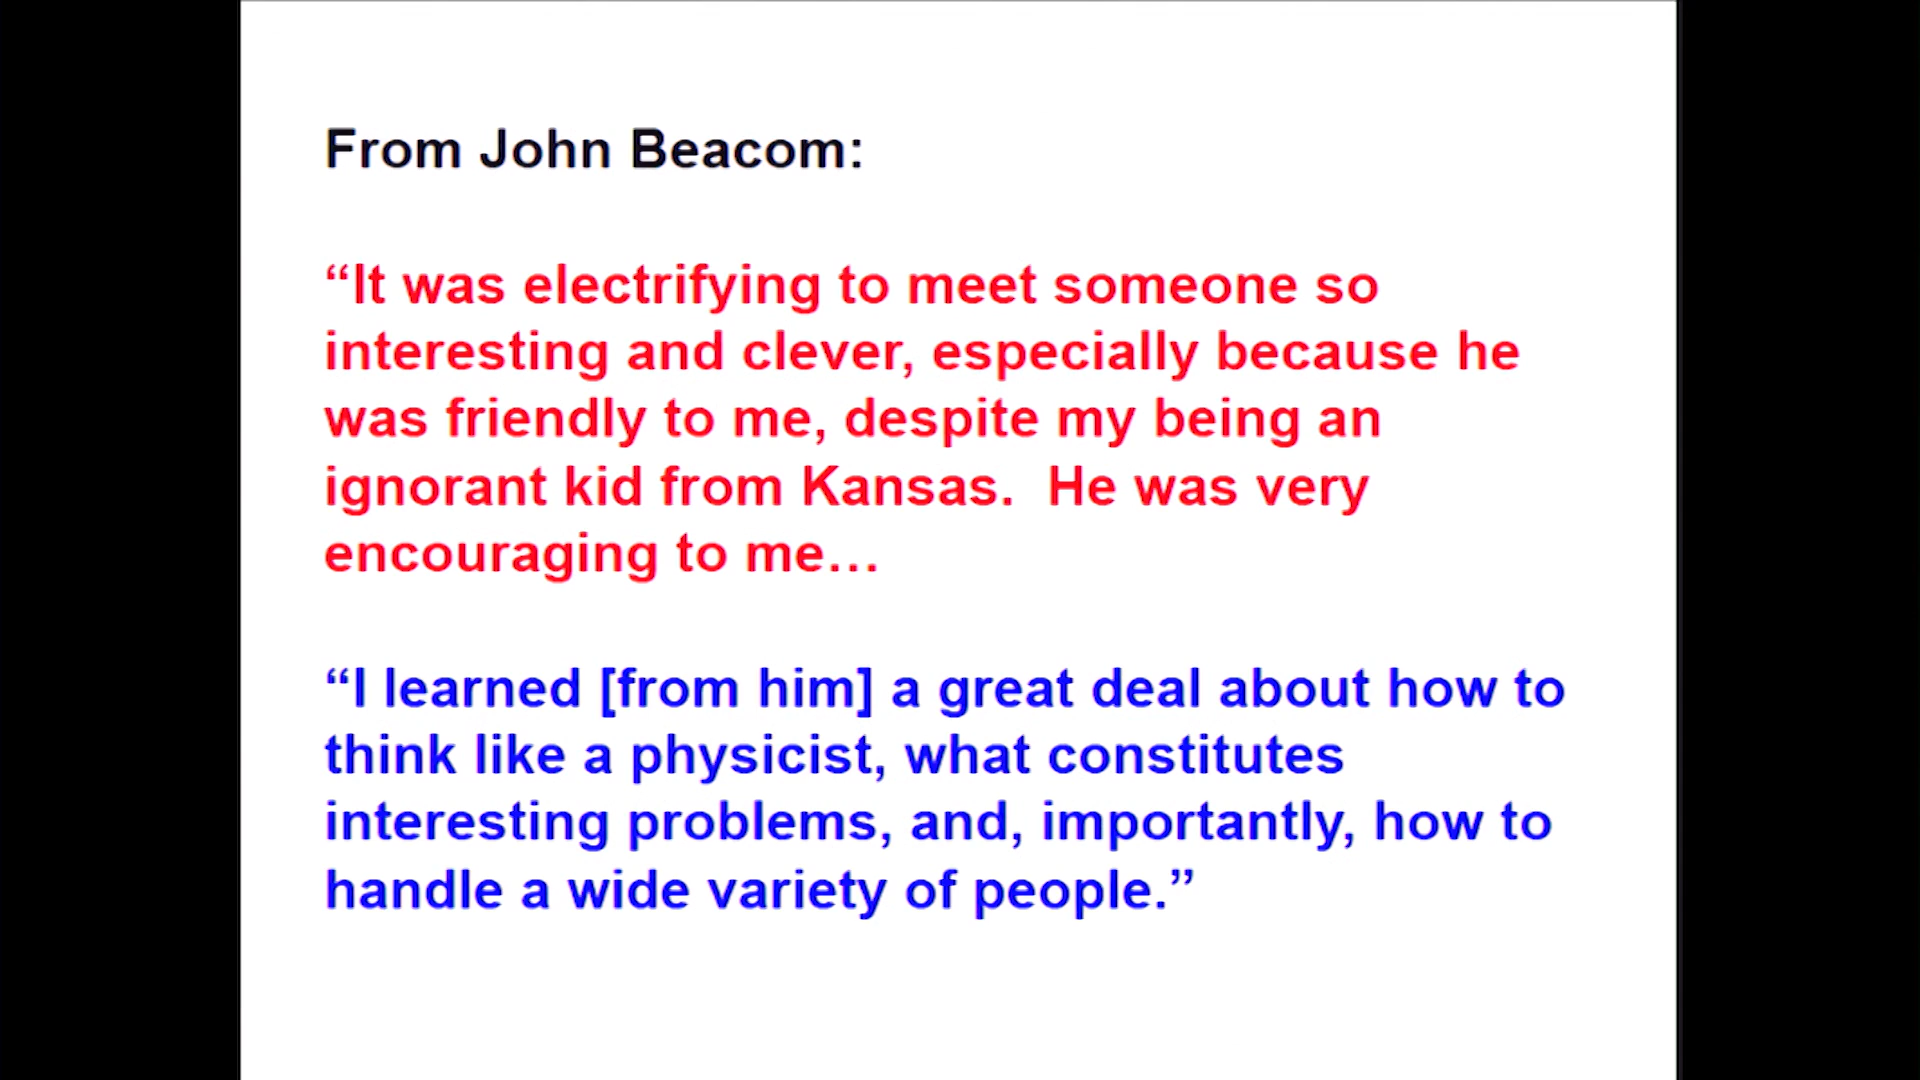 From John Beacom:
“It was electrifying to meet someone so
interesting and clever, especially because he
was friendly to me, despite my being an
ignorant kid from Kansas.  He was very
encouraging to me…
“I learned [from him] a great deal about how to
think like a physicist, what constitutes
interesting problems, and, importantly, how to
handle a wide variety of people.”